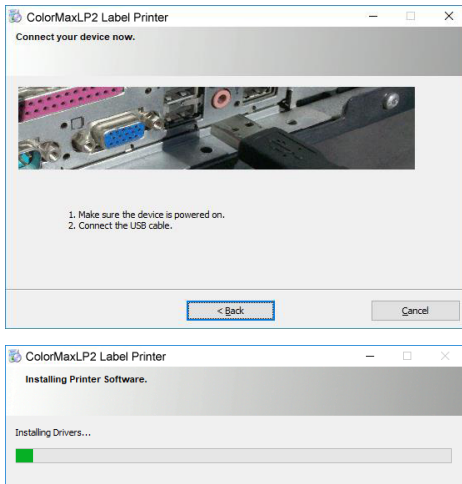 ColorMaxLP2 Label Printer
Connect your device now.
1. Make sure the device is powered on.
2. Connect the USB cable.
< Back
Cancel
ColorMaxLP2 Label Printer
Installing Printer Software.
Installing Drivers...